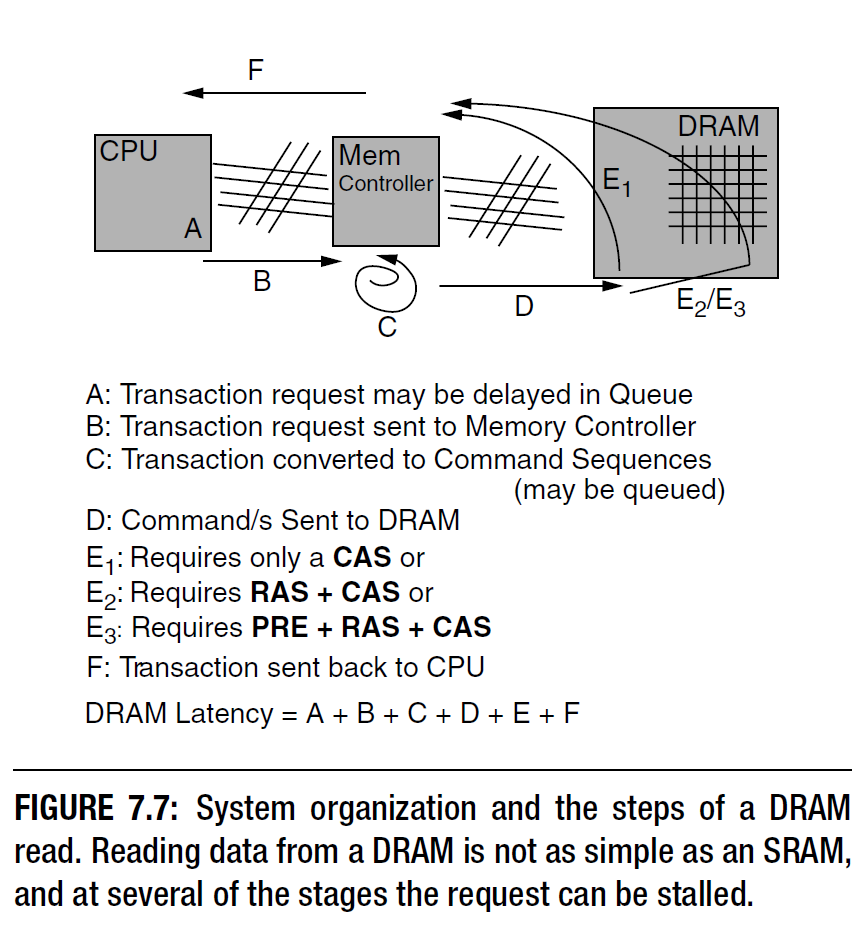 F
CPU
A
B
Mem
Controller
C
D
DRAM
E1
E2/E3
A: Transaction request may be delayed in Queue
B: Transaction request sent to Memory Controller
C: Transaction converted to Command Sequences
(may be queued)
D: Command/s Sent to DRAM
E1: Requires only a CAS or
E2: Requires RAS + CAS or
E3: Requires PRE + RAS + CAS
F: Transaction sent back to CPU
DRAM Latency = A + B + C + D + E + F
FIGURE 7.7: System organization and the steps of a DRAM
read. Reading data from a DRAM is not as simple as an SRAM,
and at several of the stages the request can be stalled.